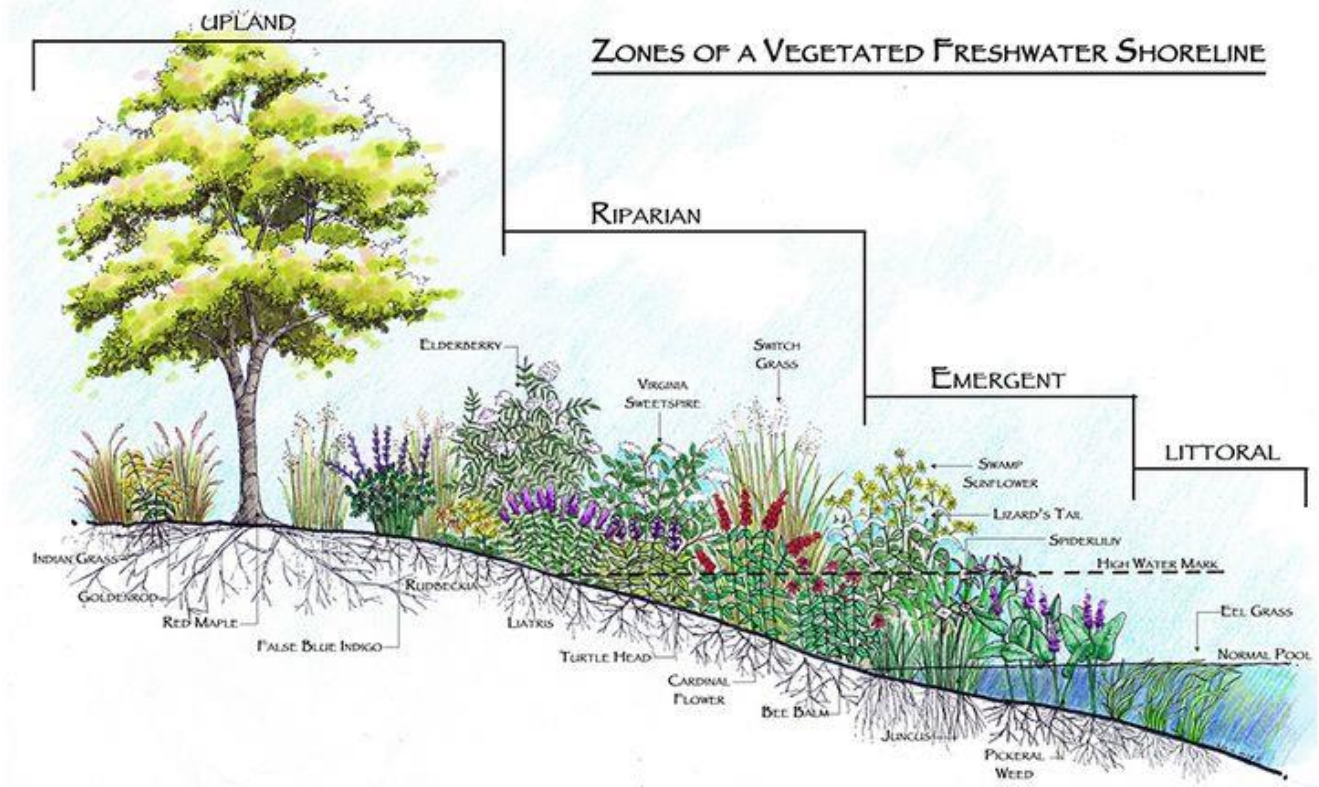 UPLAND
ZONES OF A VEGETATED FRESHWATER SHORELINE
RIPARIAN
ELDERBERRY
SWITCH
GRASS
VIRGINIA
SWEETSPIRE
EMERGENT
LITTORAL
SWAMP
SUNFLOWER
LIZARD'S TAIL
SPIDERLILIY
HIGH WATER MARK
INDIAN GRASS
GOLDENROD
RED MAPLE
FALSE BLUE INDIGO
RUDBECKIA
LIATRIS
TURTLE HEAD
CARDINAL
FLOWER
BEE BALM
JUNCUS
PICKERAL
WEED
EEL GRASS
NORMAL POOL